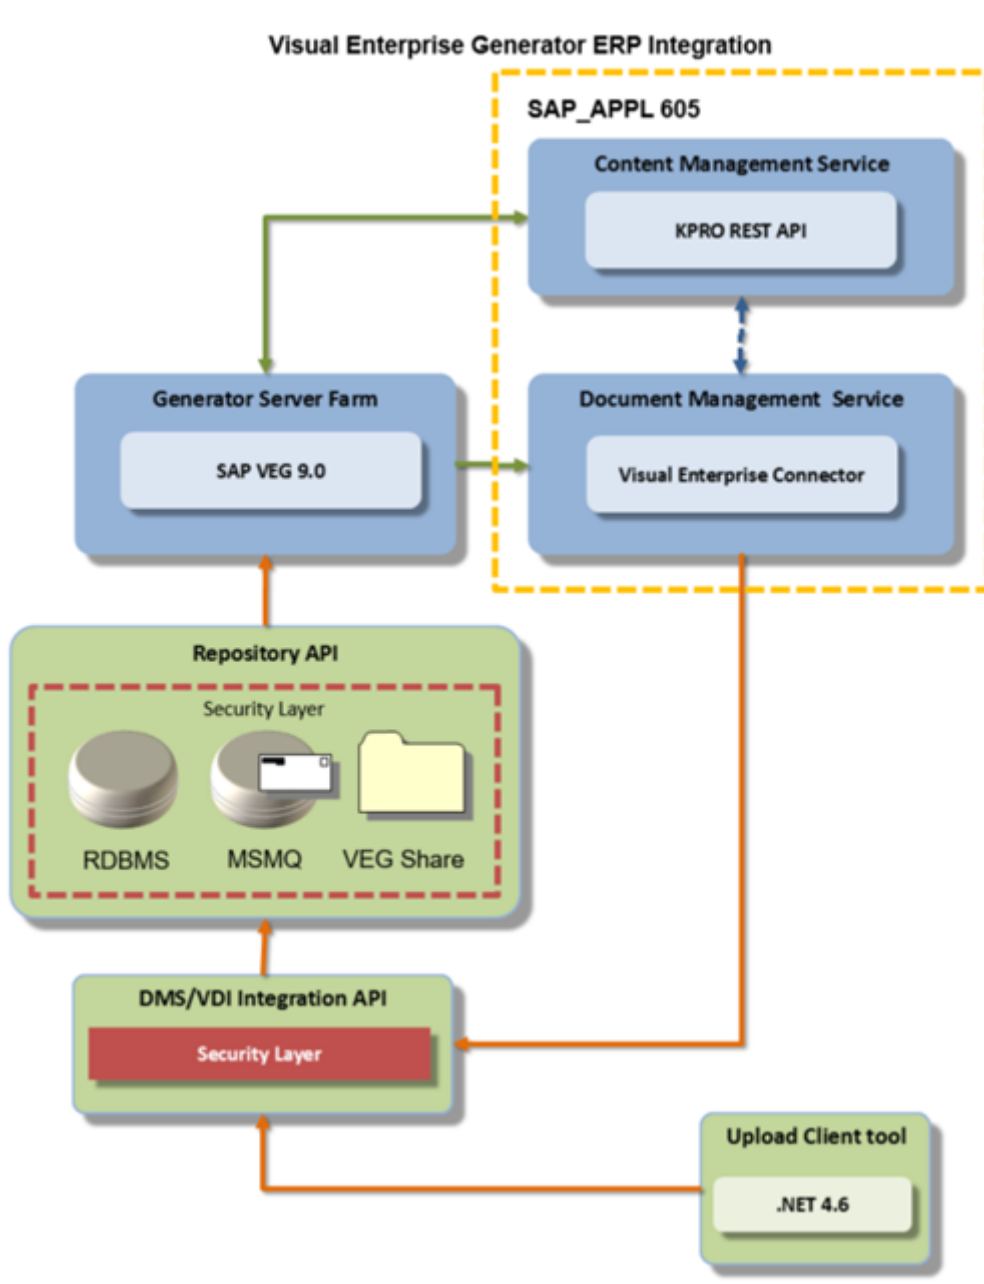 Visual Enterprise Generator ERP Integration
SAP_APPL 605
Content Management Service
KPRO REST API
Generator Server Farm
SAP VEG 9.0
Document Management Service
Visual Enterprise Connector
Repository API
Security Layer
RDBMS
MSMQ
VEG Share
DMS/VDI Integration API
Security Layer
Upload Client tool
.NET 4.6